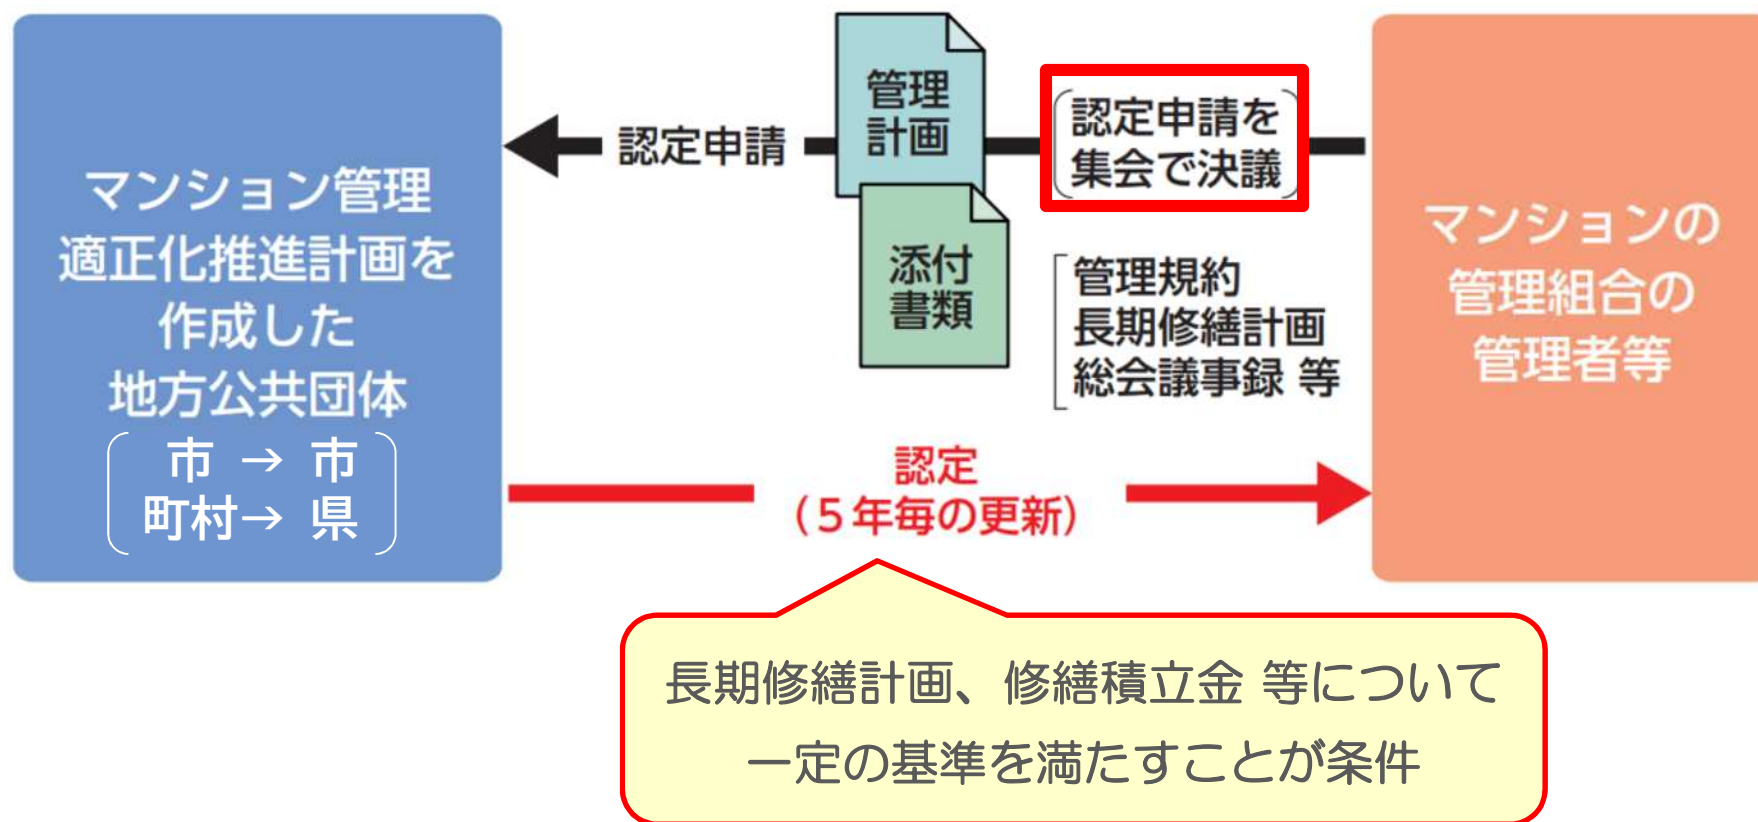 マンション管理
適正化推進計画を
作成した
地方公共団体
市 → 市
町村→ 県
認定申請
管理
計画
添付
書類
認定申請を
集会で決議
管理規約
長期修繕計画
総会議事録 等
マンションの
管理組合の
管理者等
認定
(５年毎の更新)
長期修繕計画、修繕積立金 等について
一定の基準を満たすことが条件